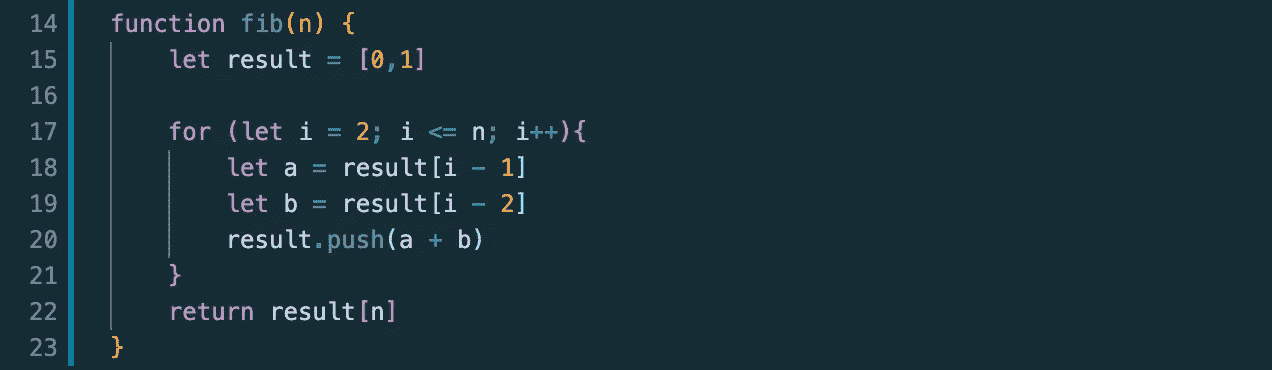 14 function fib(n) {
15     let result = [0,1]
16
17     for (let i = 2; i <= n; i++){
18         let a = result[i - 1]
19         let b = result[i - 2]
20         result.push(a + b)
21     }
22     return result[n]
23 }